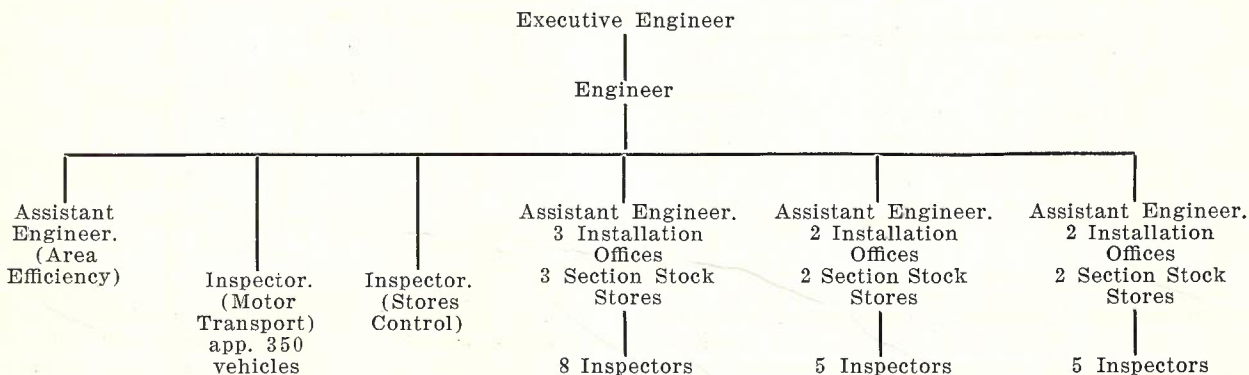 Executive Engineer
Engineer
Assistant
Engineer.
(Area
Efficiency)
Inspector.
(Motor
Transport)
app. 350
vehicles
Inspector.
(Stores
Control)
Assistant Engineer.
3 Installation
Offices
3 Section Stock
Stores
8 Inspectors
Assistant Engineer.
2 Installation
Offices
2 Section Stock
Stores
5 Inspectors
Assistant Engineer.
2 Installation
Offices
2 Section Stock
Stores
5 Inspectors